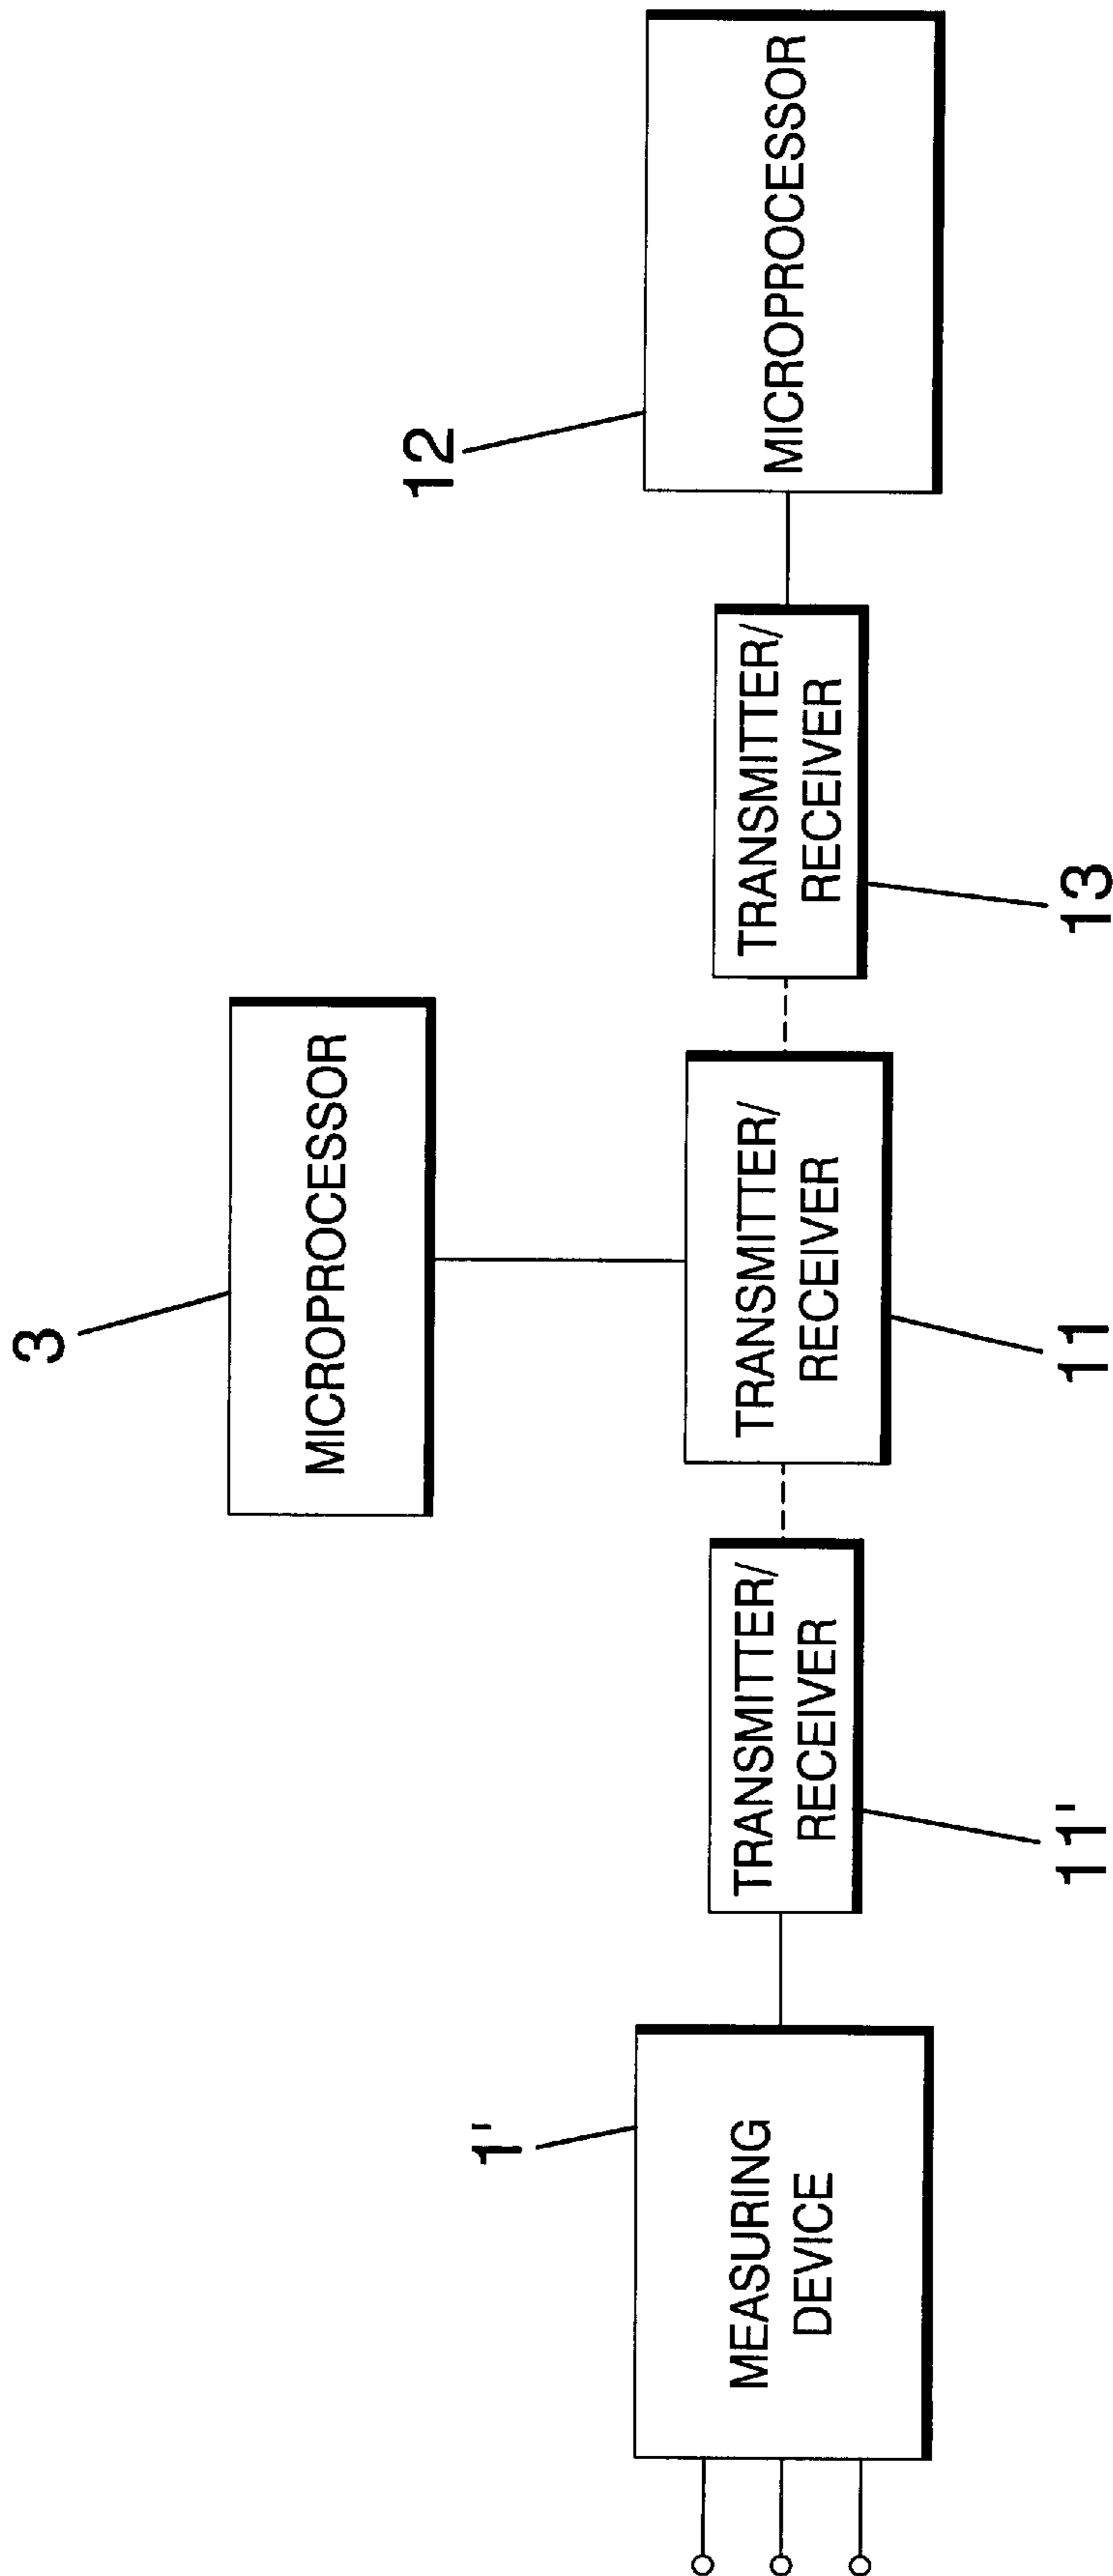 3
MICROPROCESSOR
12
MICROPROCESSOR
1'
MEASURING
DEVICE
TRANSMITTER/
RECEIVER
11'
TRANSMITTER/
RECEIVER
11
TRANSMITTER/
RECEIVER
13